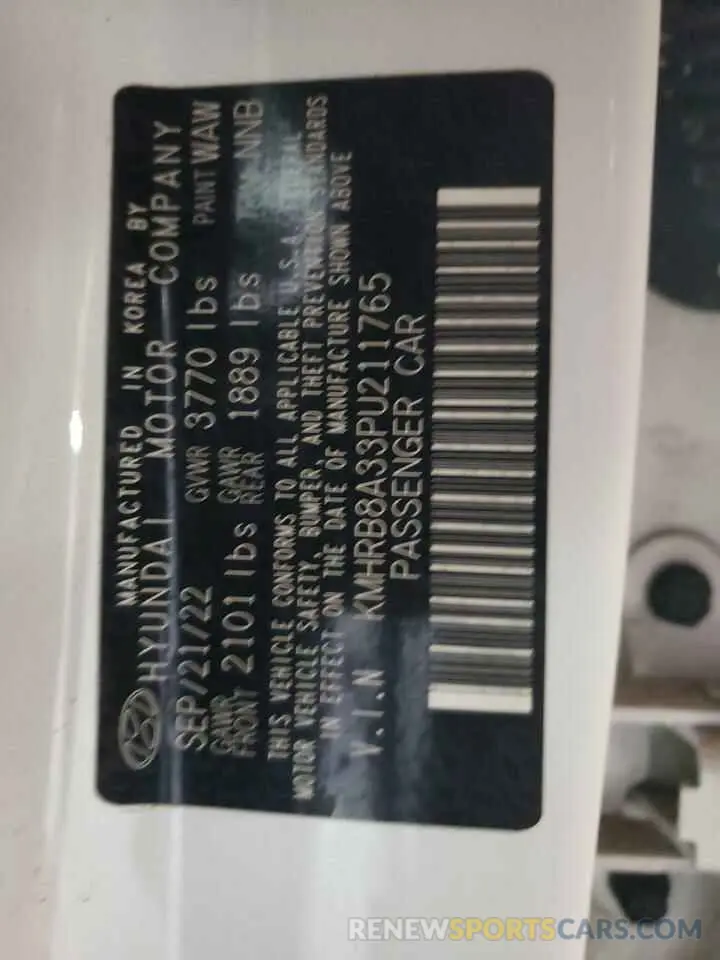 MANUFACTURED IN KOREA BY
HYUNDAI MOTOR COMPANY
SEP/21/22 GVWR 3770 lbs PAINT WAW
GAWR FRONT 2101 lbs GAWR REAR 1889 lbs NNB
THIS VEHICLE CONFORMS TO ALL APPLICABLE U.S.A.
MOTOR VEHICLE SAFETY, BUMPER, AND THEFT PREVENTION STANDARDS
IN EFFECT ON THE DATE OF MANUFACTURE SHOWN ABOVE
V.I.N KMHRB8A33PU211765
PASSENGER CAR
RENEWSPORTSCARS.COM